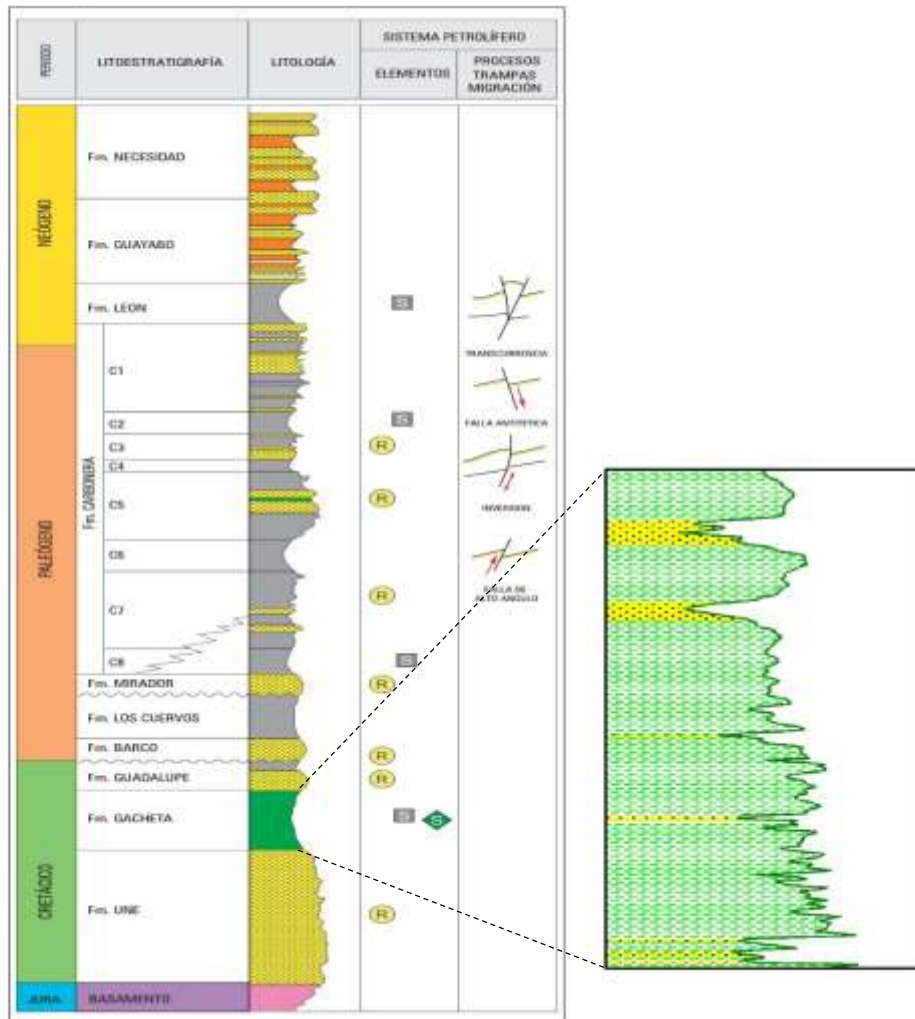 PERIODO
LITOESTRATIGRAFÍA
LITOLOGÍA
SISTEMA PETROLÍFERO
ELEMENTOS
PROCESOS
TRAMPAS
MIGRACIÓN
NEÓGENO
PALEÓGENO
CRETÁCICO
JURA.
Fm. NECESIDAD
Fm. GUAYABO
Fm. LEON
S
TRANSCURRENCIA
Fm. CARBONERA
C1
C2
S
FALLA ANTITETICA
C3
R
C4
C5
R
INVERSION
C6
C7
R
FALLA DE
ALTO ANGULO
C8
S
Fm. MIRADOR
R
Fm. LOS CUERVOS
Fm. BARCO
R
Fm. GUADALUPE
R
Fm. GACHETA
S
S
Fm. UNE
R
BASAMENTO